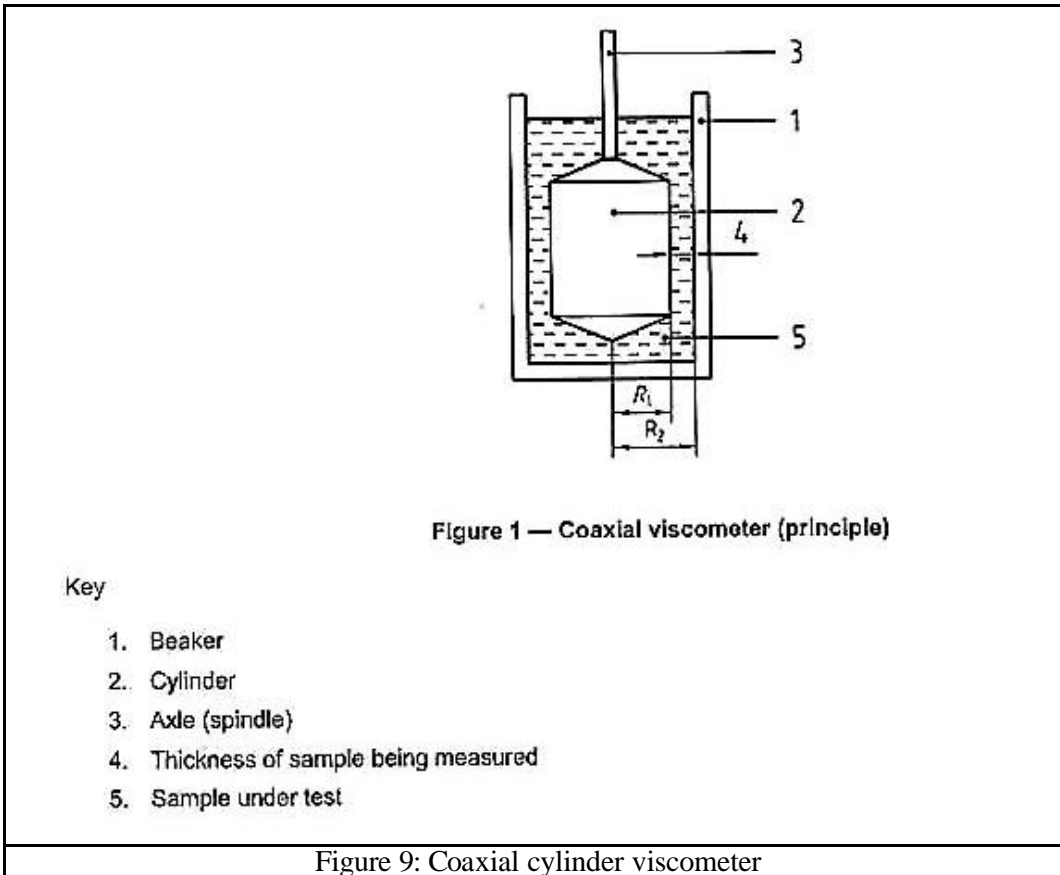 3
1
2
4
5
R₁
R₂
Figure 1 — Coaxial viscometer (principle)
Key
1. Beaker
2. Cylinder
3. Axle (spindle)
4. Thickness of sample being measured
5. Sample under test
Figure 9: Coaxial cylinder viscometer